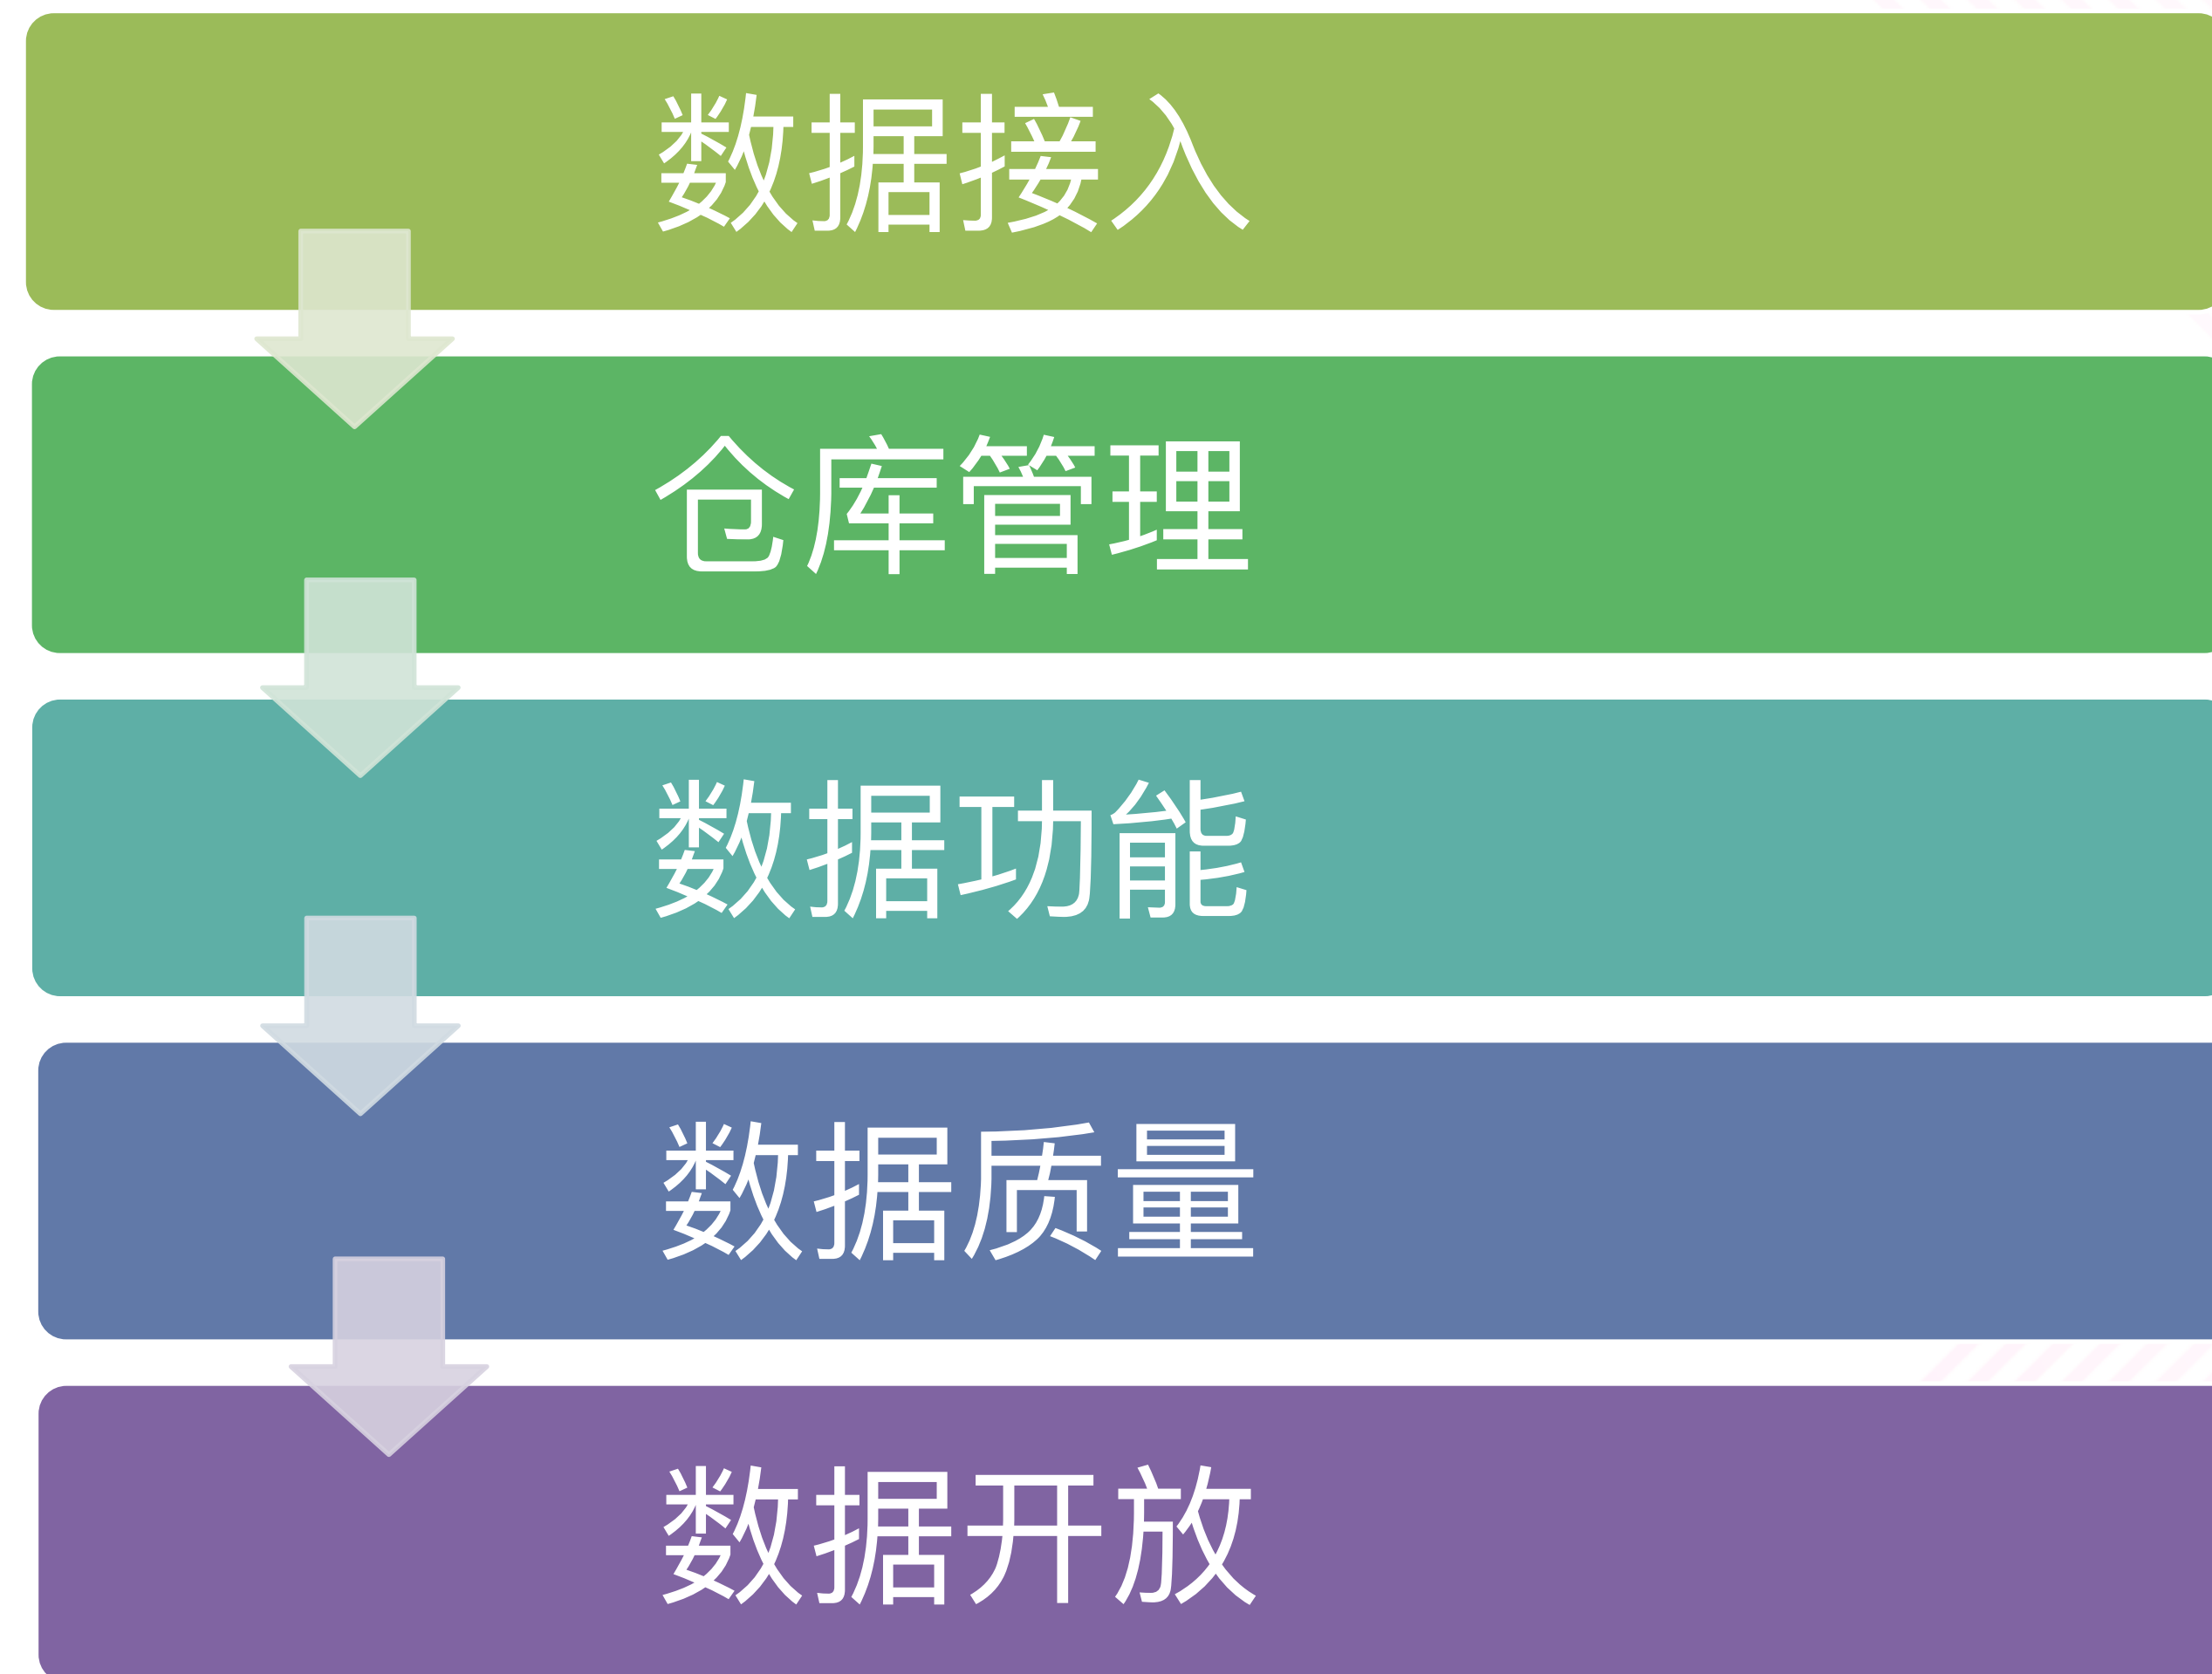 数据接入
仓库管理
数据功能
数据质量
数据开放